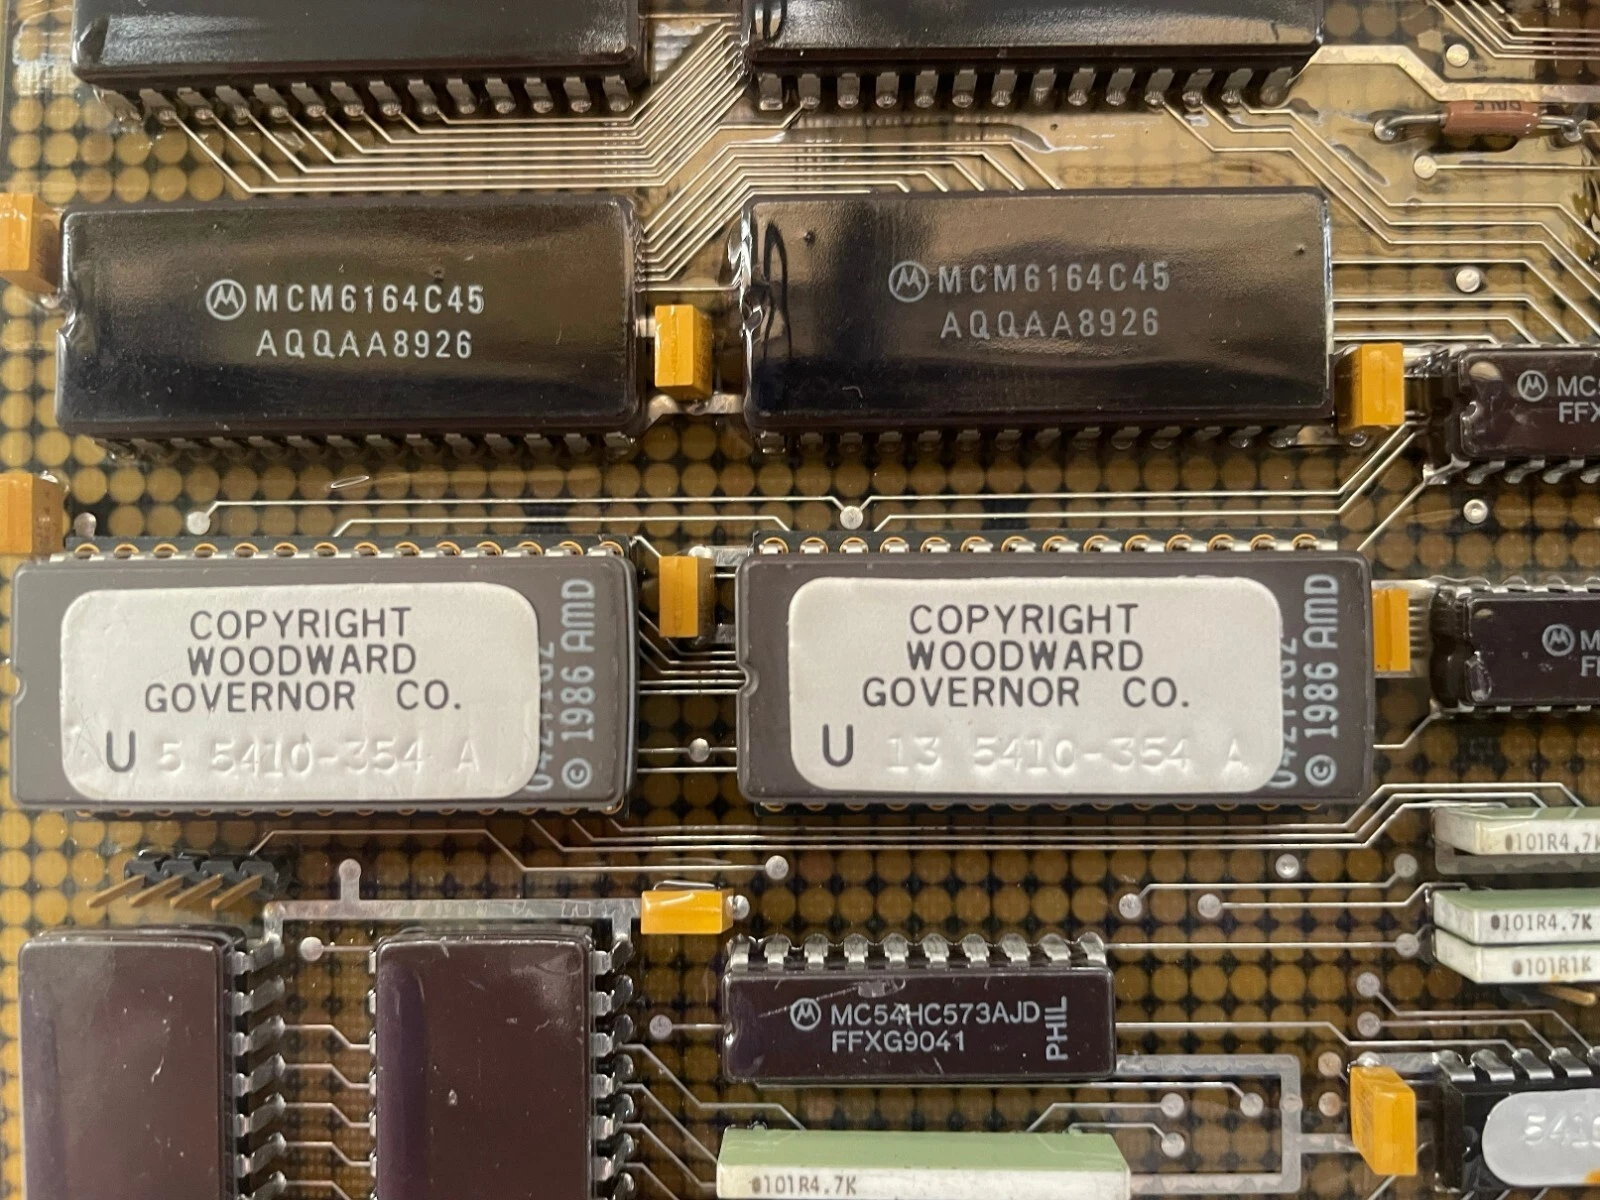 DALE
MCM6164C45
AQQAA8926
MCM6164C45
AQQAA8926
COPYRIGHT
WOODWARD
GOVERNOR CO.
U 5 5410-354 A
© 1986 AMD
COPYRIGHT
WOODWARD
GOVERNOR CO.
U 13 5410-354 A
© 1986 AMD
101R4.7K
101R4.7K
101R1K
MC54HC573AJD
FFXG9041
PHIL
101R4.7K